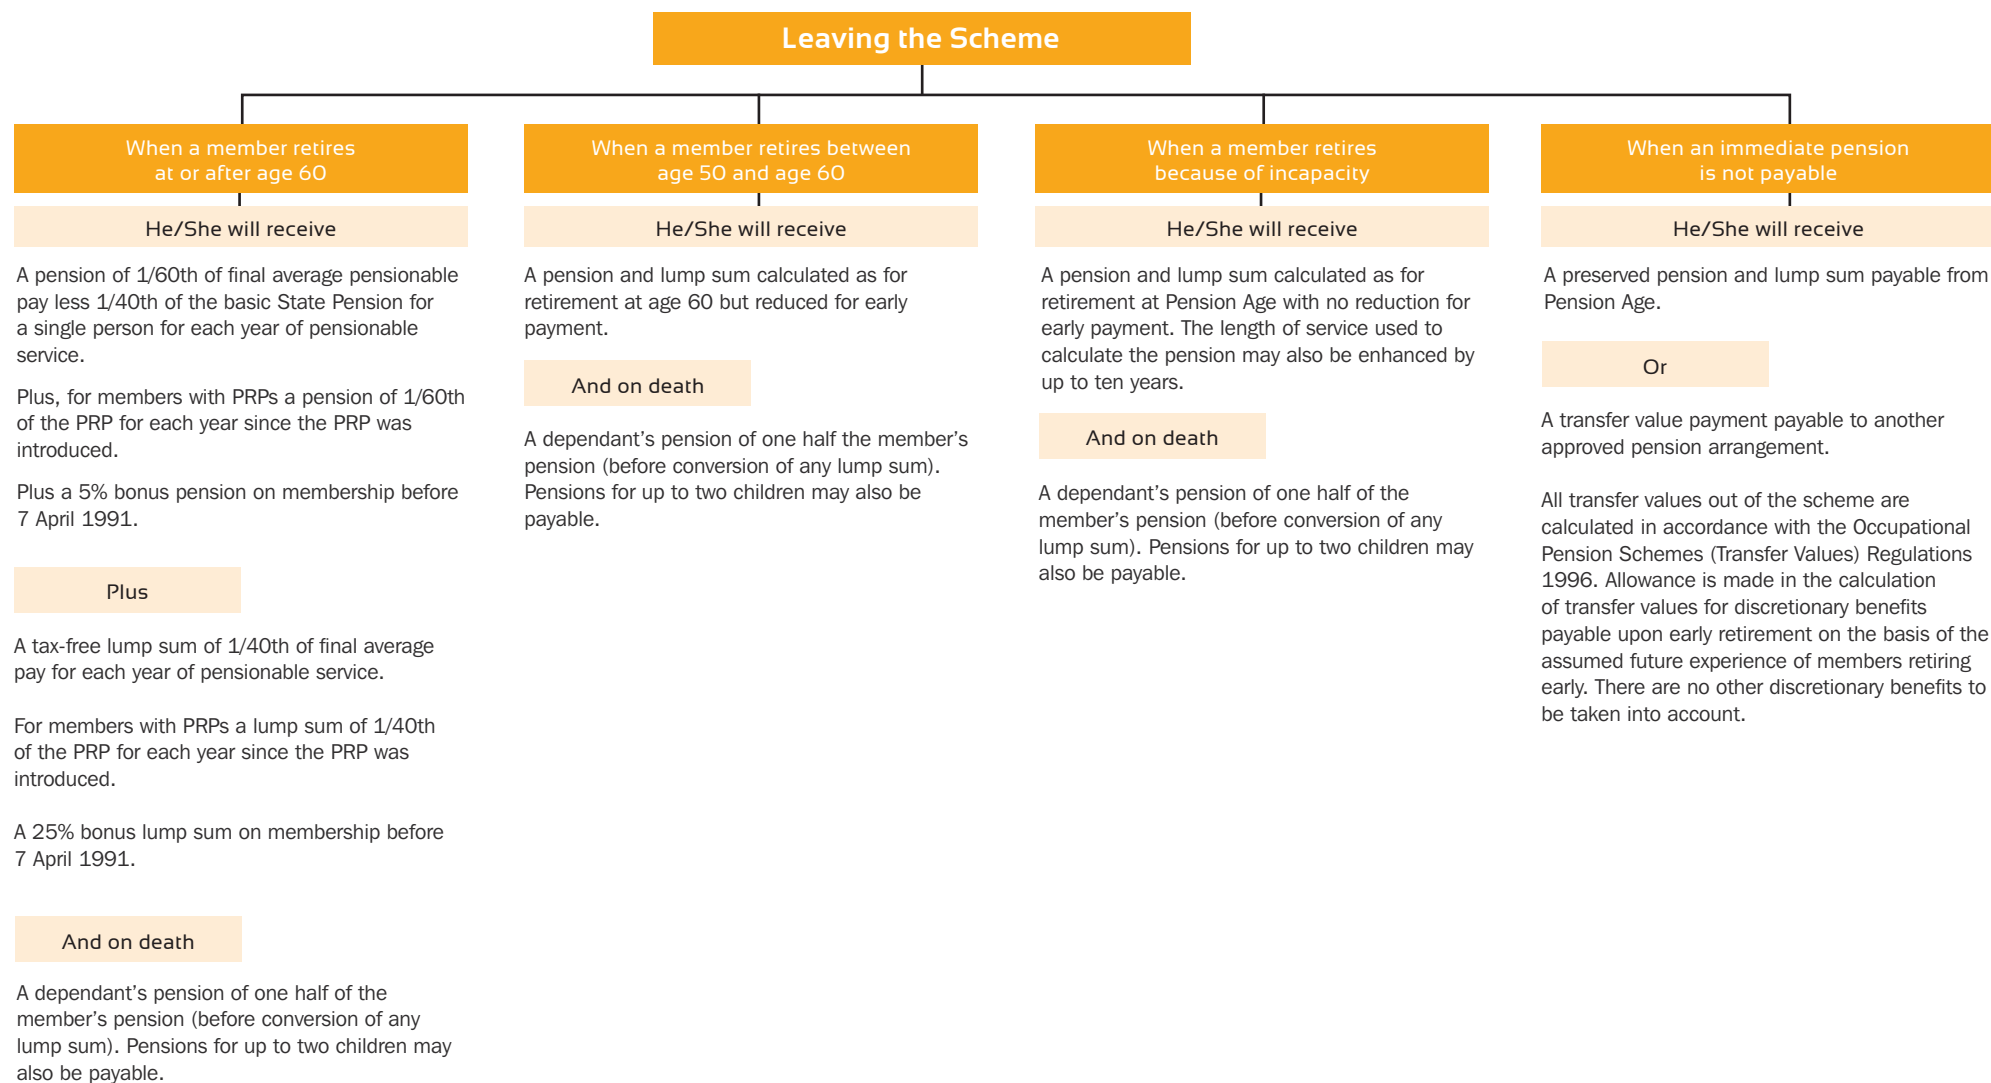 Leaving the Scheme
When a member retires
at or after age 60
He/She will receive
A pension of 1/60th of final average pensionable
pay less 1/40th of the basic State Pension for
a single person for each year of pensionable
service.
Plus, for members with PRPs a pension of 1/60th
of the PRP for each year since the PRP was
introduced.
Plus a 5% bonus pension on membership before
7 April 1991.
Plus
A tax-free lump sum of 1/40th of final average
pay for each year of pensionable service.
For members with PRPs a lump sum of 1/40th
of the PRP for each year since the PRP was
introduced.
A 25% bonus lump sum on membership before
7 April 1991.
And on death
A dependant's pension of one half of the
member's pension (before conversion of any
lump sum). Pensions for up to two children may
also be payable.
When a member retires between
age 50 and age 60
He/She will receive
A pension and lump sum calculated as for
retirement at age 60 but reduced for early
payment.
And on death
A dependant's pension of one half the member's
pension (before conversion of any lump sum).
Pensions for up to two children may also be
payable.
When a member retires
because of incapacity
He/She will receive
A pension and lump sum calculated as for
retirement at Pension Age with no reduction for
early payment. The length of service used to
calculate the pension may also be enhanced by
up to ten years.
And on death
A dependant's pension of one half of the
member's pension (before conversion of any
lump sum). Pensions for up to two children may
also be payable.
When an immediate pension
is not payable
He/She will receive
A preserved pension and lump sum payable from
Pension Age.
Or
A transfer value payment payable to another
approved pension arrangement.
All transfer values out of the scheme are
calculated in accordance with the Occupational
Pension Schemes (Transfer Values) Regulations
1996. Allowance is made in the calculation
of transfer values for discretionary benefits
payable upon early retirement on the basis of the
assumed future experience of members retiring
early. There are no other discretionary benefits to
be taken into account.